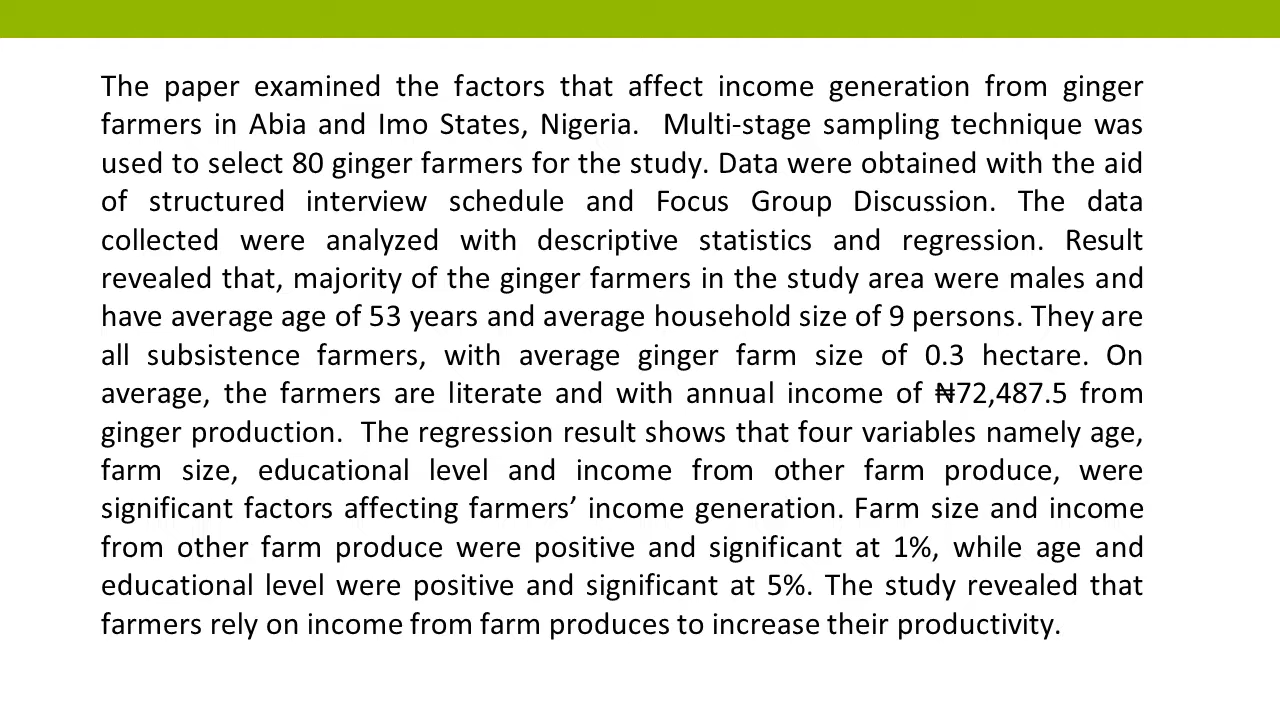 The paper examined the factors that affect income generation from ginger
farmers in Abia and Imo States, Nigeria.  Multi-stage sampling technique was
used to select 80 ginger farmers for the study. Data were obtained with the aid
of structured interview schedule and Focus Group Discussion. The data
collected were analyzed with descriptive statistics and regression. Result
revealed that, majority of the ginger farmers in the study area were males and
have average age of 53 years and average household size of 9 persons. They are
all subsistence farmers, with average ginger farm size of 0.3 hectare. On
average, the farmers are literate and with annual income of ₦72,487.5 from
ginger production.  The regression result shows that four variables namely age,
farm size, educational level and income from other farm produce, were
significant factors affecting farmers’ income generation. Farm size and income
from other farm produce were positive and significant at 1%, while age and
educational level were positive and significant at 5%. The study revealed that
farmers rely on income from farm produces to increase their productivity.